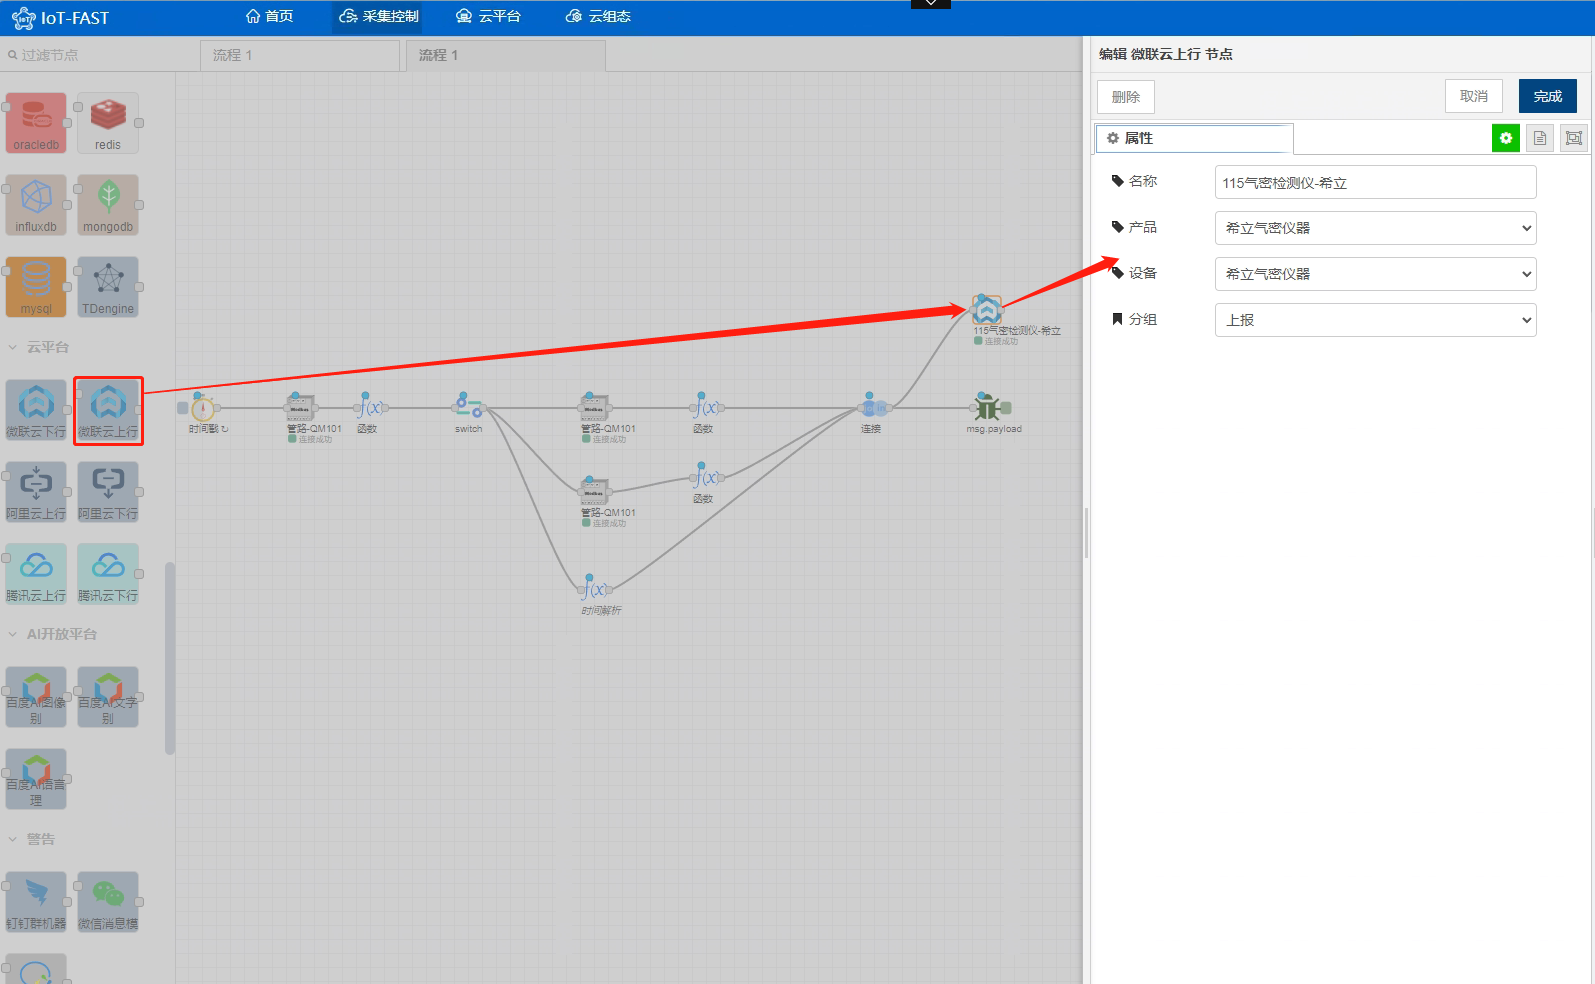 IoT-FAST
首页
采集控制
云平台
云组态
过滤节点
流程 1
流程 1
编辑 微联云上行 节点
删除
取消
完成
属性
名称
115气密检测仪-希立
产品
希立气密仪器
设备
希立气密仪器
分组
上报
oracledb
redis
influxdb
mongodb
mysql
TDengine
云平台
微联云下行
微联云上行
阿里云上行
阿里云下行
腾讯云上行
腾讯云下行
AI开放平台
百度AI图像
别
百度AI文字
别
百度AI语言
理
警告
钉钉群机器
微信消息模
115气密检测仪-希立
连接成功
时间戳 ↻
Modbus
管路-QM101
连接成功
f(x)
函数
switch
Modbus
管路-QM101
连接成功
f(x)
函数
连接
msg.payload
Modbus
管路-QM101
连接成功
f(x)
函数
f(x)
时间解析